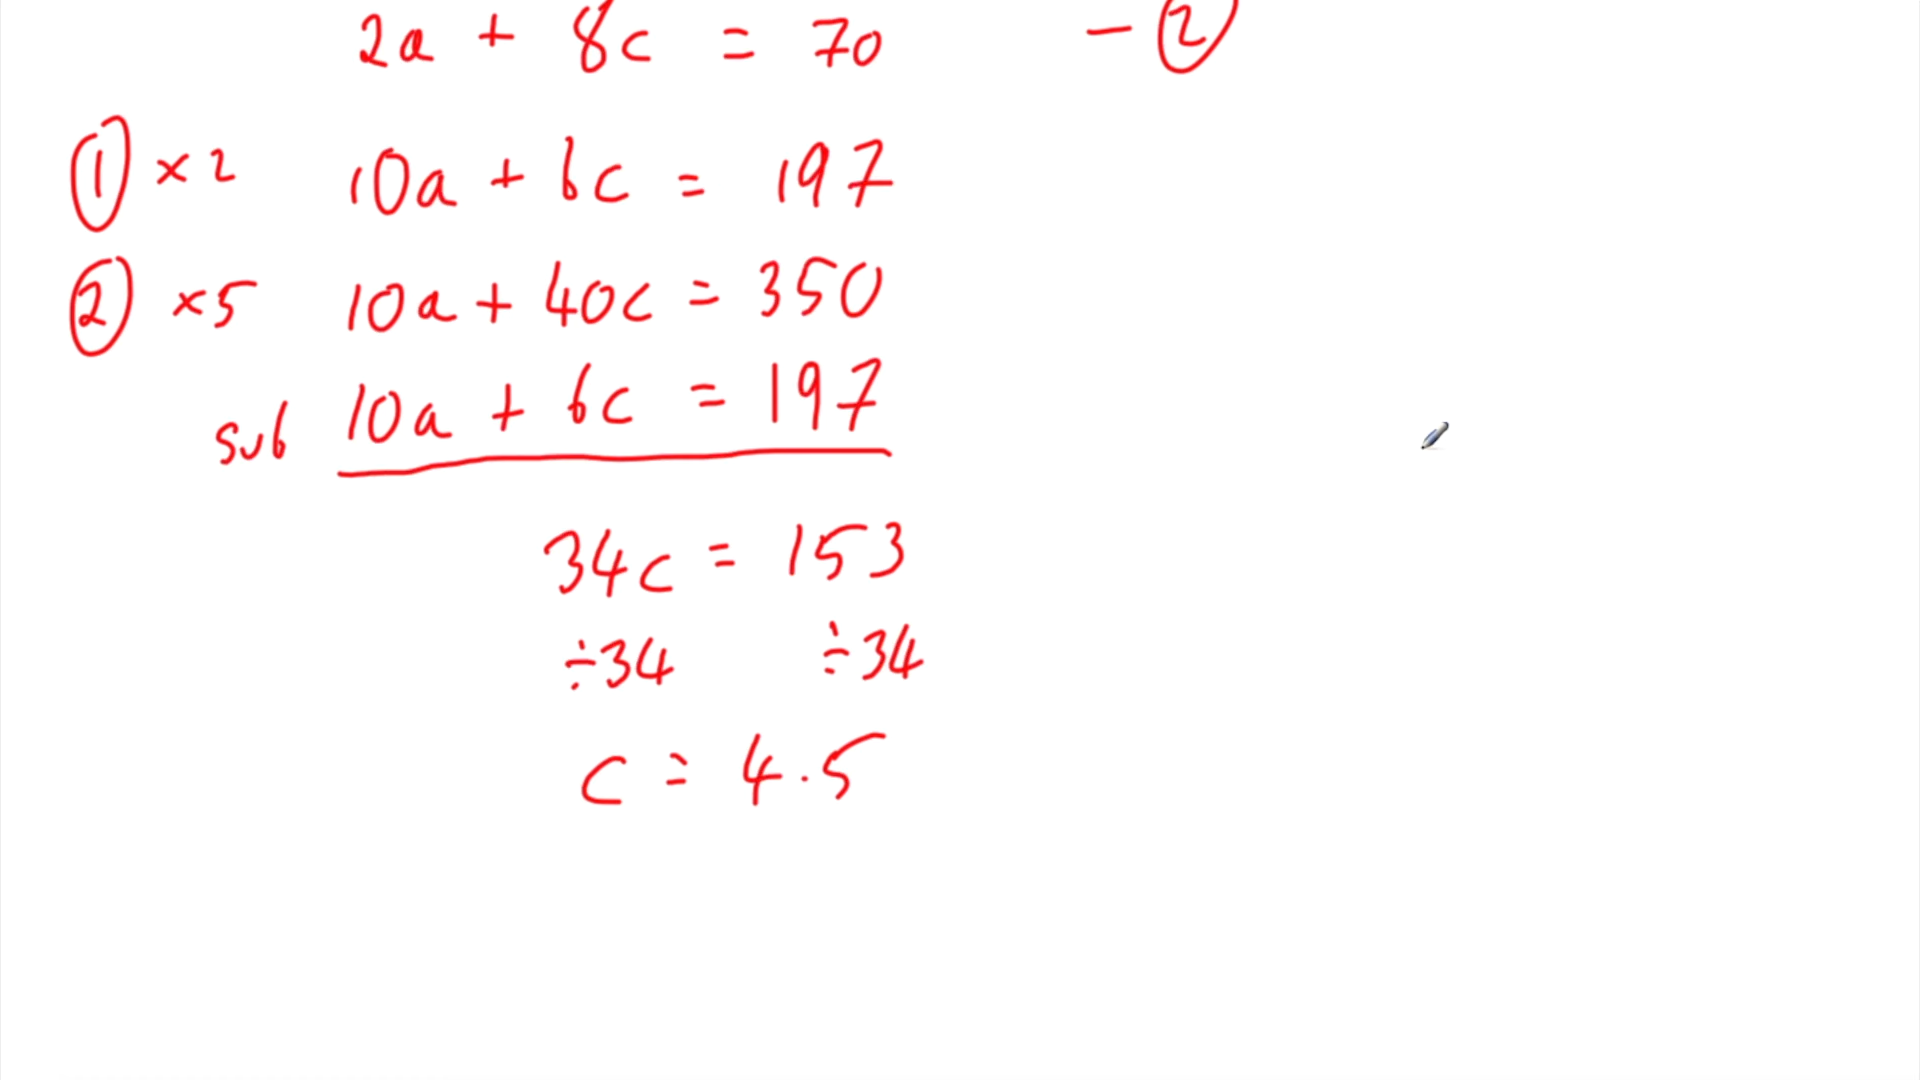 2a + 8c = 70 - ②
① × 2 10a + 6c = 197
② × 5 10a + 40c = 350
sub 10a + 6c = 197
34c = 153
÷34 ÷34
c = 4.5